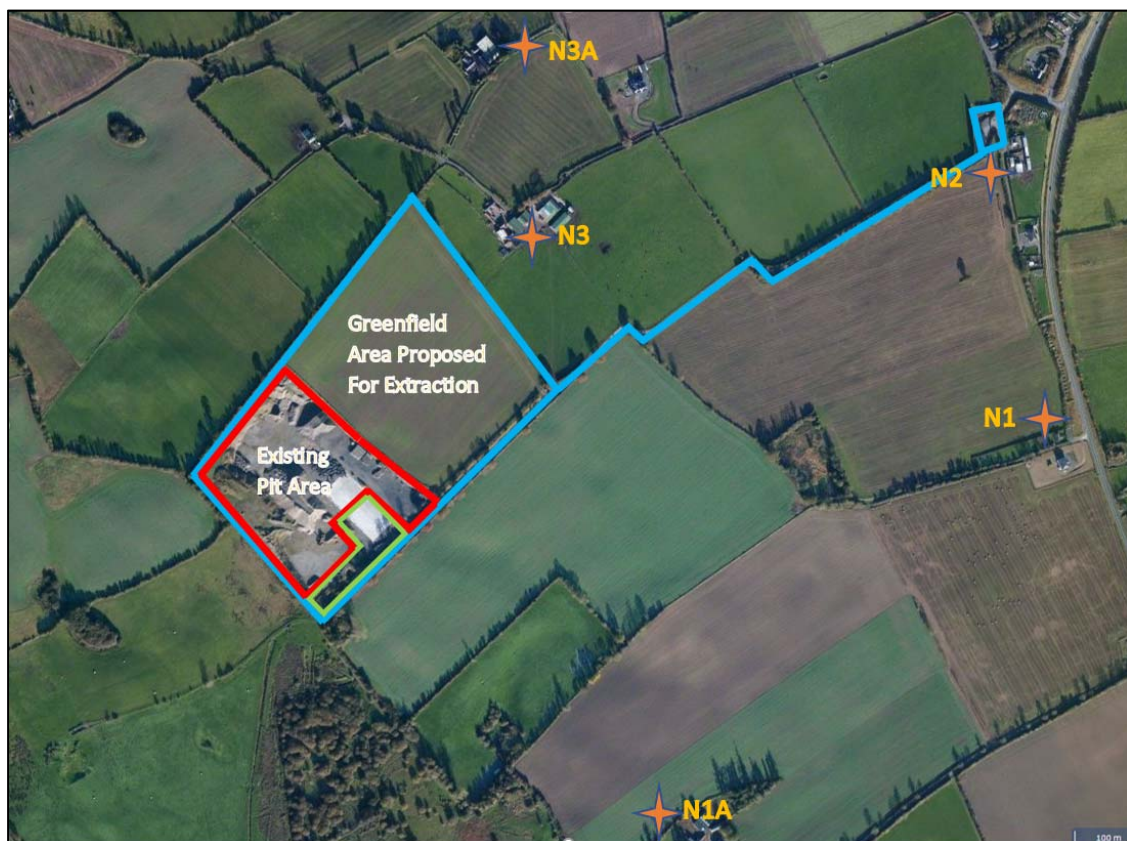 N3A
N2
N3
Greenfield
Area Proposed
For Extraction
N1
Existing
Pit Area
N1A
100 m